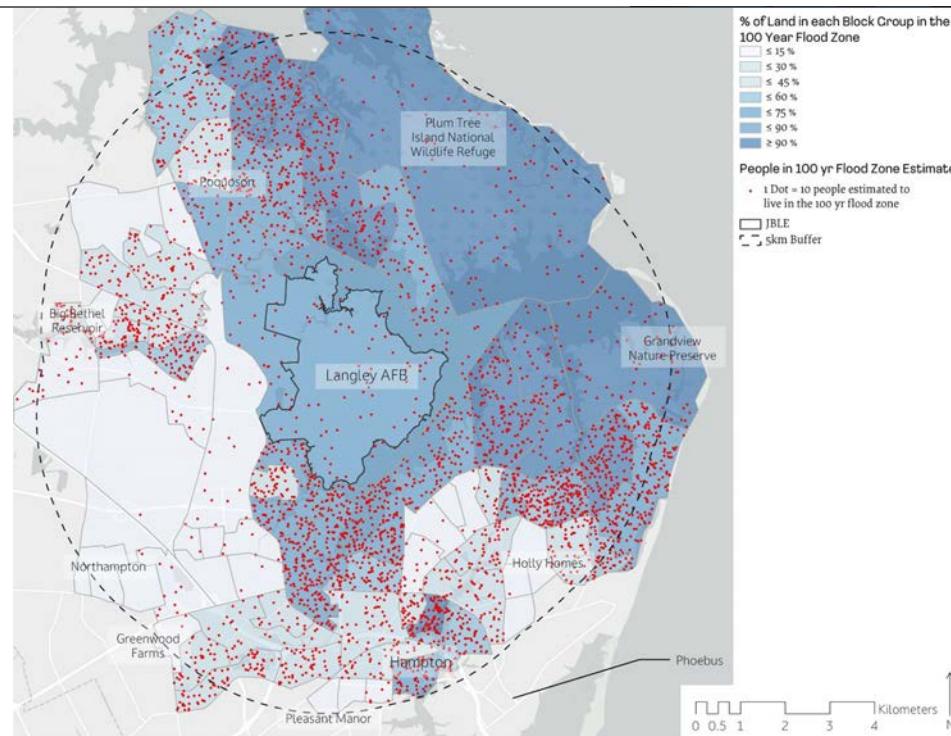 % of Land in each Block Group in the
100 Year Flood Zone
≤ 15 %
≤ 30 %
≤ 45 %
≤ 60 %
≤ 75 %
≤ 90 %
≥ 90 %
People in 100 yr Flood Zone Estimate
1 Dot = 10 people estimated to
live in the 100 yr flood zone
JBLE
5km Buffer
Plum Tree
Island National
Wildlife Refuge
Poquoson
Big Bethel
Reservoir
Langley AFB
Grandview
Nature Preserve
Northampton
Holly Homes
Greenwood
Farms
Hampton
Phoebus
Pleasant Manor
Kilometers
0 0.5 1 2 3 4
N